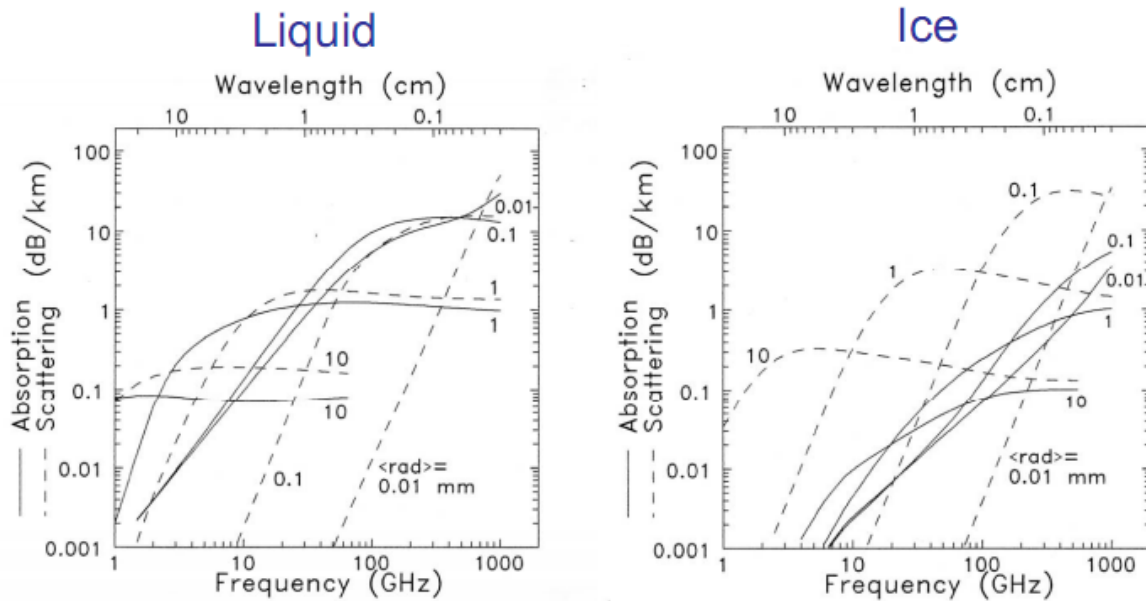 Liquid
Wavelength (cm)
10 1 0.1
Absorption (dB/km)
Scattering
100
10
1
0.1
0.01
0.001
0.01
0.1
1
1
10
10
0.1
<rad>=
0.01 mm
1 10 100 1000
Frequency (GHz)
Ice
Wavelength (cm)
10 1 0.1
Absorption (dB/km)
Scattering
100
10
1
0.1
0.01
0.001
0.1
1
0.1
0.01
1
10
10
<rad>=
0.01 mm
1 10 100 1000
Frequency (GHz)